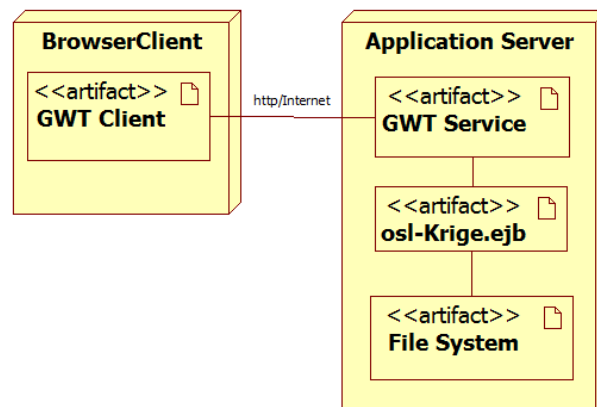 BrowserClient
<<artifact>>
GWT Client
http/Internet
Application Server
<<artifact>>
GWT Service
<<artifact>>
osl-Krige.ejb
<<artifact>>
File System